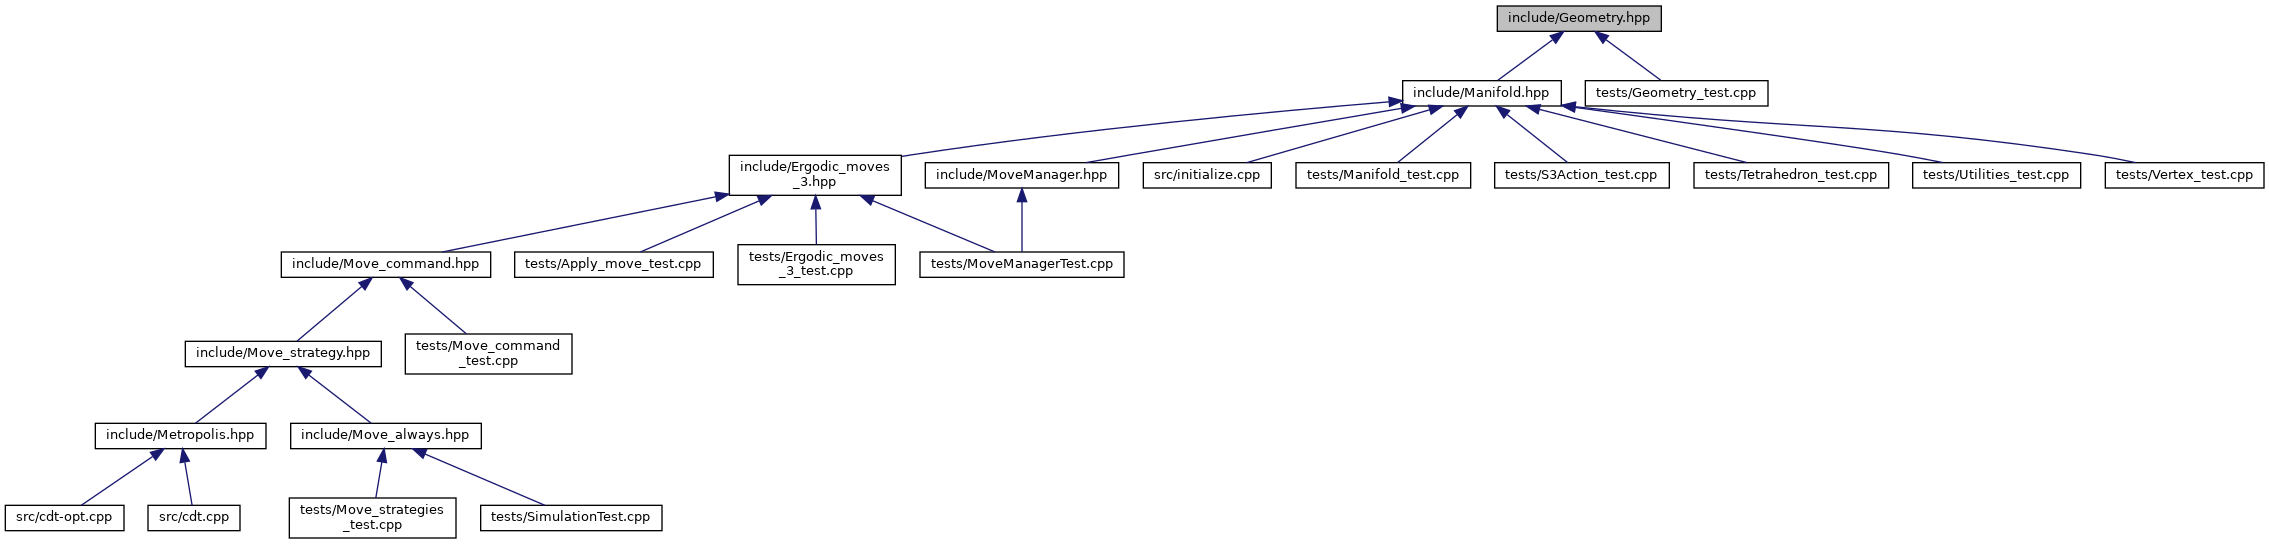 include/Geometry.hpp
include/Manifold.hpp
tests/Geometry_test.cpp
include/Ergodic_moves
_3.hpp
include/MoveManager.hpp
src/initialize.cpp
tests/Manifold_test.cpp
tests/S3Action_test.cpp
tests/Tetrahedron_test.cpp
tests/Utilities_test.cpp
tests/Vertex_test.cpp
include/Move_command.hpp
tests/Apply_move_test.cpp
tests/Ergodic_moves
_3_test.cpp
tests/MoveManagerTest.cpp
include/Move_strategy.hpp
tests/Move_command
_test.cpp
include/Metropolis.hpp
include/Move_always.hpp
src/cdt-opt.cpp
src/cdt.cpp
tests/Move_strategies
_test.cpp
tests/SimulationTest.cpp